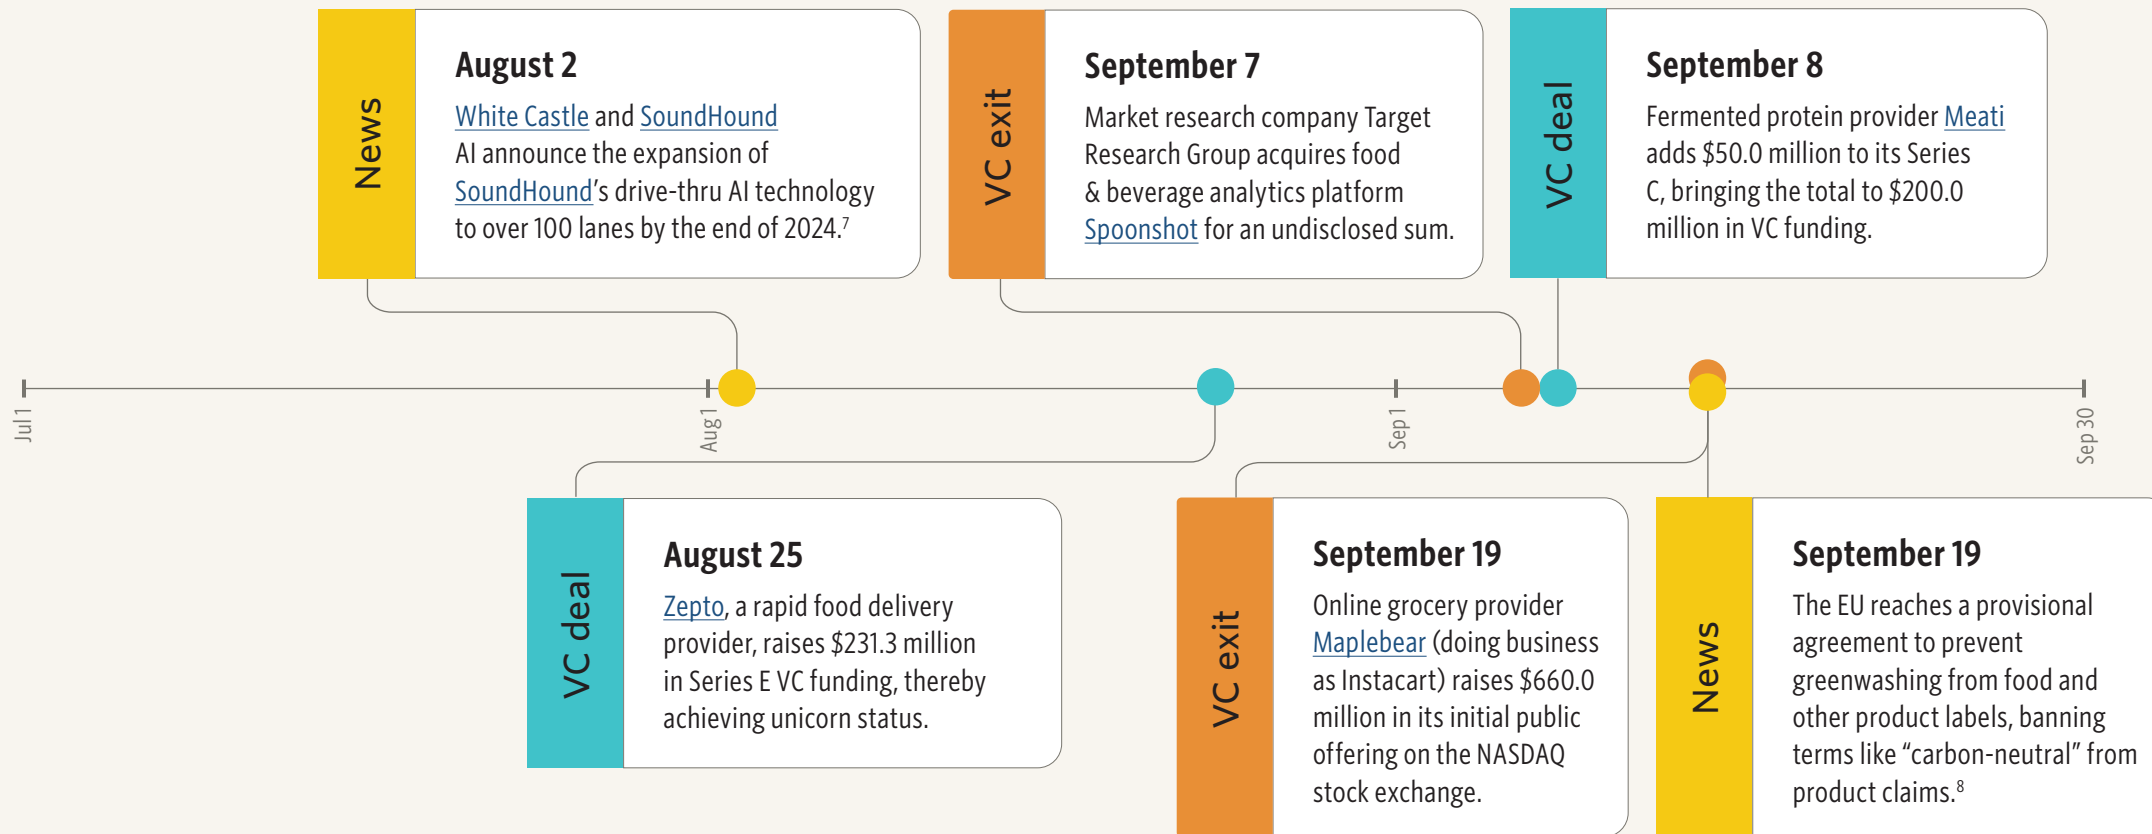 News
August 2
White Castle and SoundHound
AI announce the expansion of
SoundHound's drive-thru AI technology
to over 100 lanes by the end of 2024.7
VC exit
September 7
Market research company Target
Research Group acquires food
& beverage analytics platform
Spoonshot for an undisclosed sum.
VC deal
September 8
Fermented protein provider Meati
adds $50.0 million to its Series
C, bringing the total to $200.0
million in VC funding.
Jul 1
Aug 1
Sep 1
Sep 30
VC deal
August 25
Zepto, a rapid food delivery
provider, raises $231.3 million
in Series E VC funding, thereby
achieving unicorn status.
VC exit
September 19
Online grocery provider
Maplebear (doing business
as Instacart) raises $660.0
million in its initial public
offering on the NASDAQ
stock exchange.
News
September 19
The EU reaches a provisional
agreement to prevent
greenwashing from food and
other product labels, banning
terms like “carbon-neutral” from
product claims.8